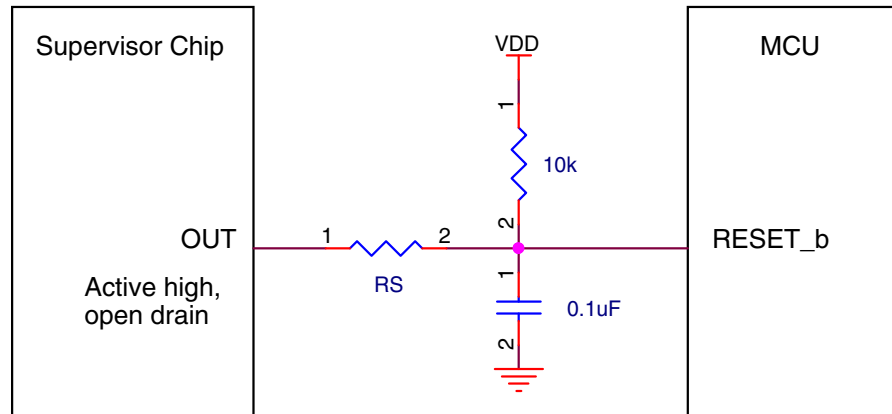 Supervisor Chip
VDD
MCU
1
10k
2
OUT
1
2
RESET_b
RS
Active high,
open drain
1
0.1uF
2